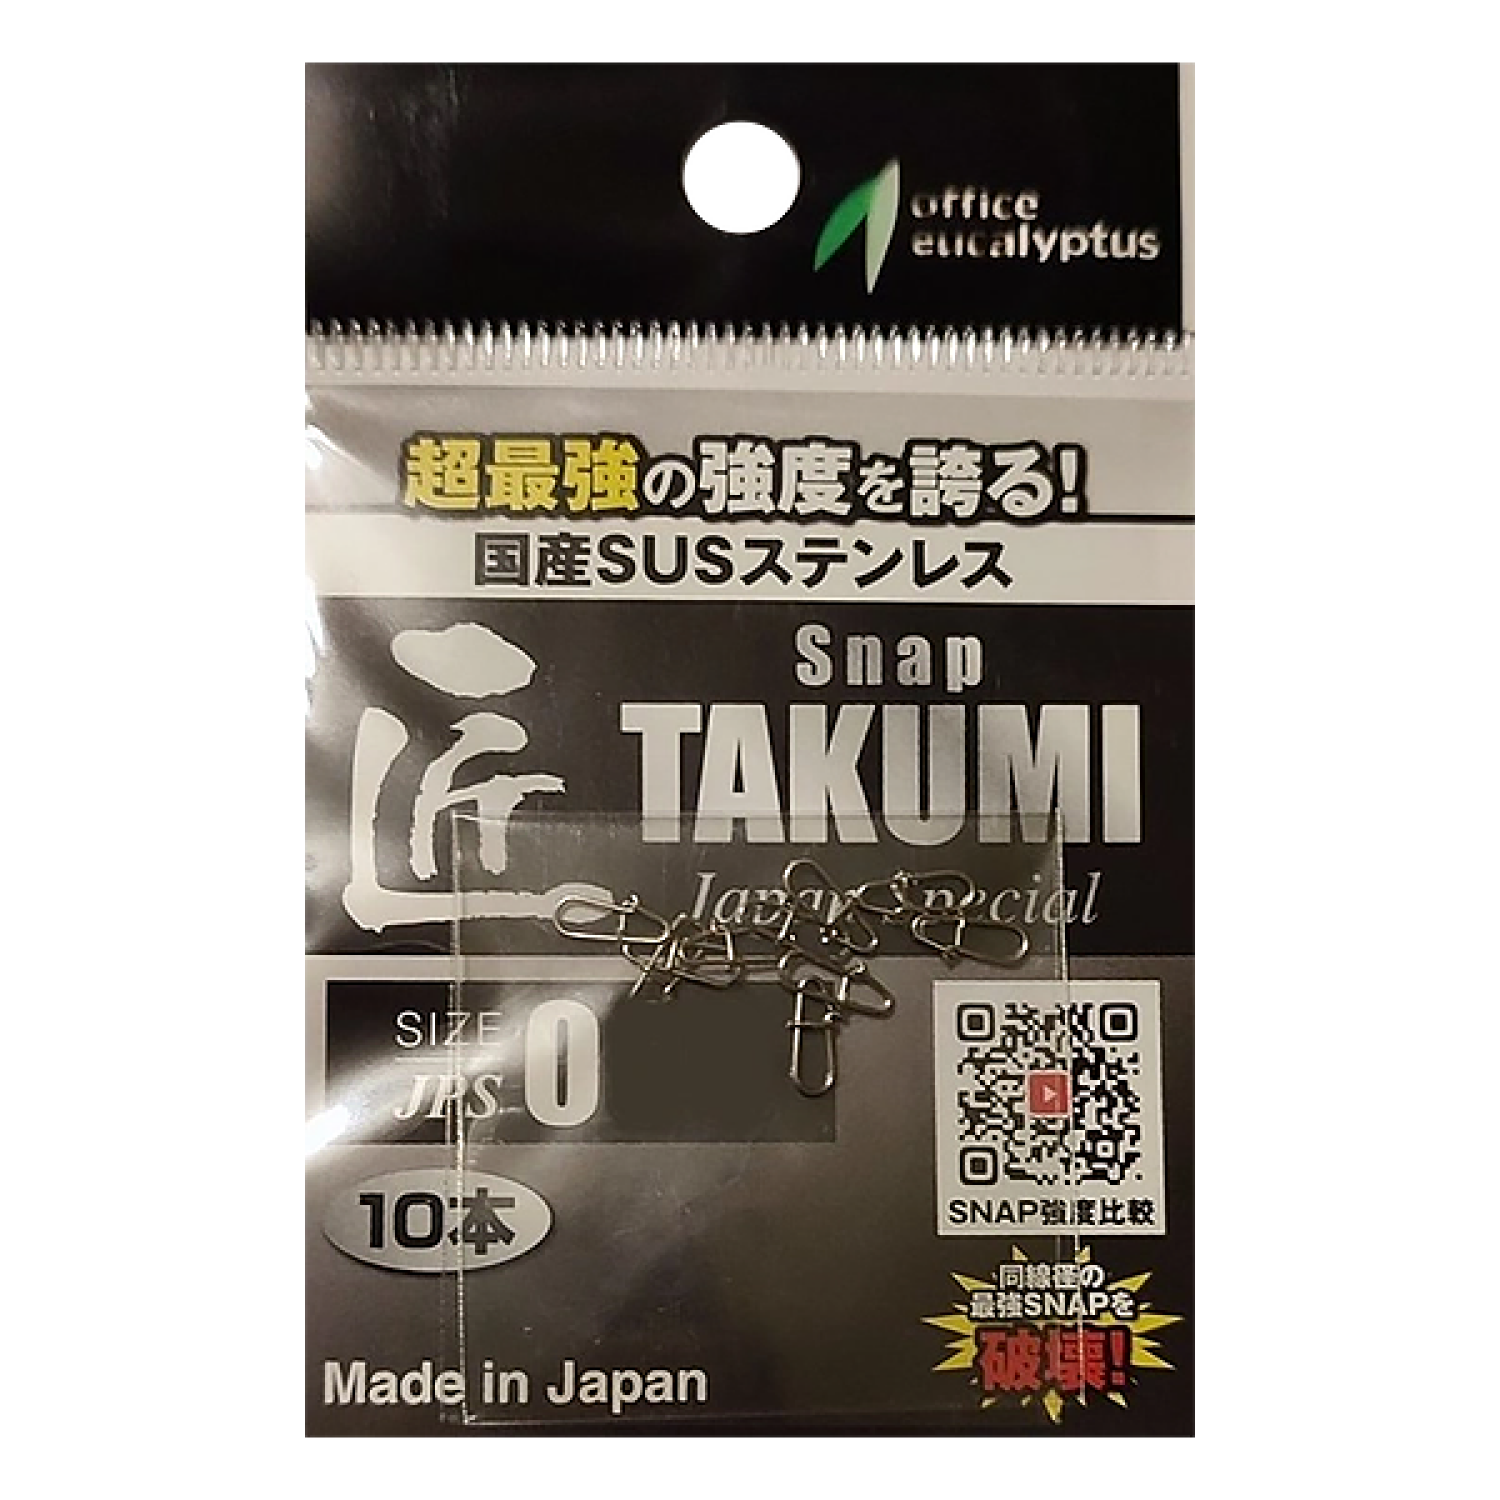 office
eucalyptus
超最強の強度を誇る!
国産SUSステンレス
匠
Snap
TAKUMI
Japan Special
SIZE
JPS
0
10本
SNAP強度比較
同線径の
最強SNAPを
破壊!
Made in Japan